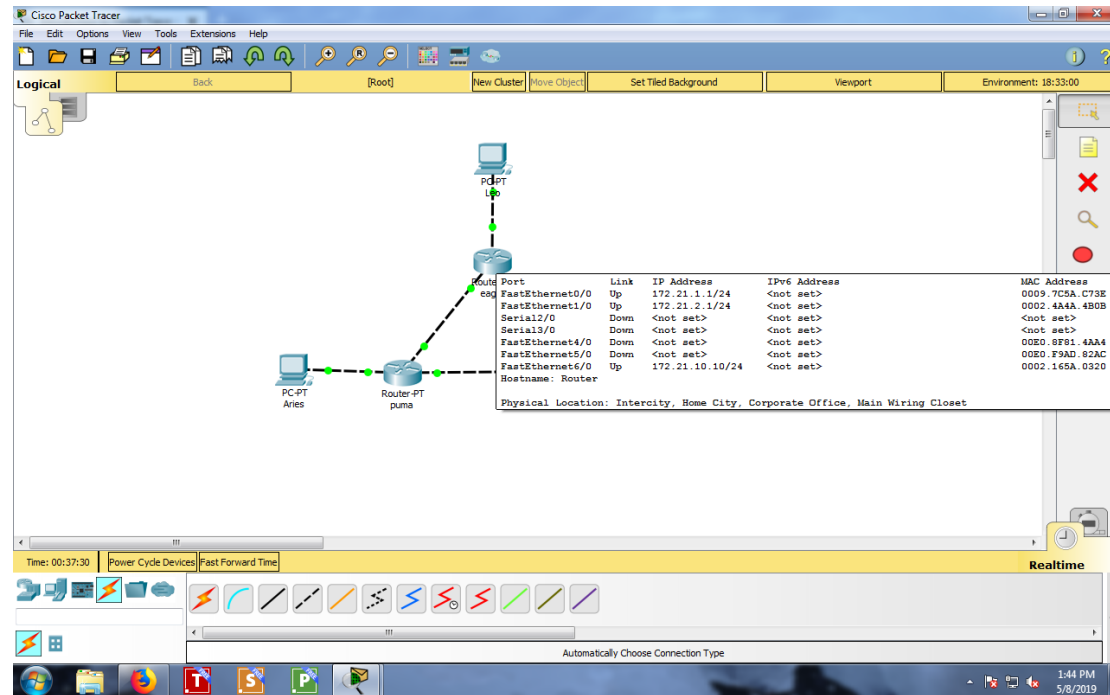 Cisco Packet Tracer
File Edit Options View Tools Extensions Help
Logical Back [Root] New Cluster Move Object Set Tiled Background Viewport Environment: 18:33:00
PC-PT
Leo
Route
eag
Port Link IP Address IPv6 Address MAC Address
FastEthernet0/0 Up 172.21.1.1/24 <not set> 0009.7C5A.C73E
FastEthernet1/0 Up 172.21.2.1/24 <not set> 0002.4A4A.4B0B
Serial2/0 Down <not set> <not set> <not set>
Serial3/0 Down <not set> <not set> <not set>
FastEthernet4/0 Down <not set> <not set> 00E0.8F81.4AA4
FastEthernet5/0 Down <not set> <not set> 00E0.F9AD.82AC
FastEthernet6/0 Up 172.21.10.10/24 <not set> 0002.165A.0320
Hostname: Router
Physical Location: Intercity, Home City, Corporate Office, Main Wiring Closet
PC-PT
Aries
Router-PT
puma
Time: 00:37:30 Power Cycle Devices Fast Forward Time Realtime
Automatically Choose Connection Type
T S P
1:44 PM
5/8/2019